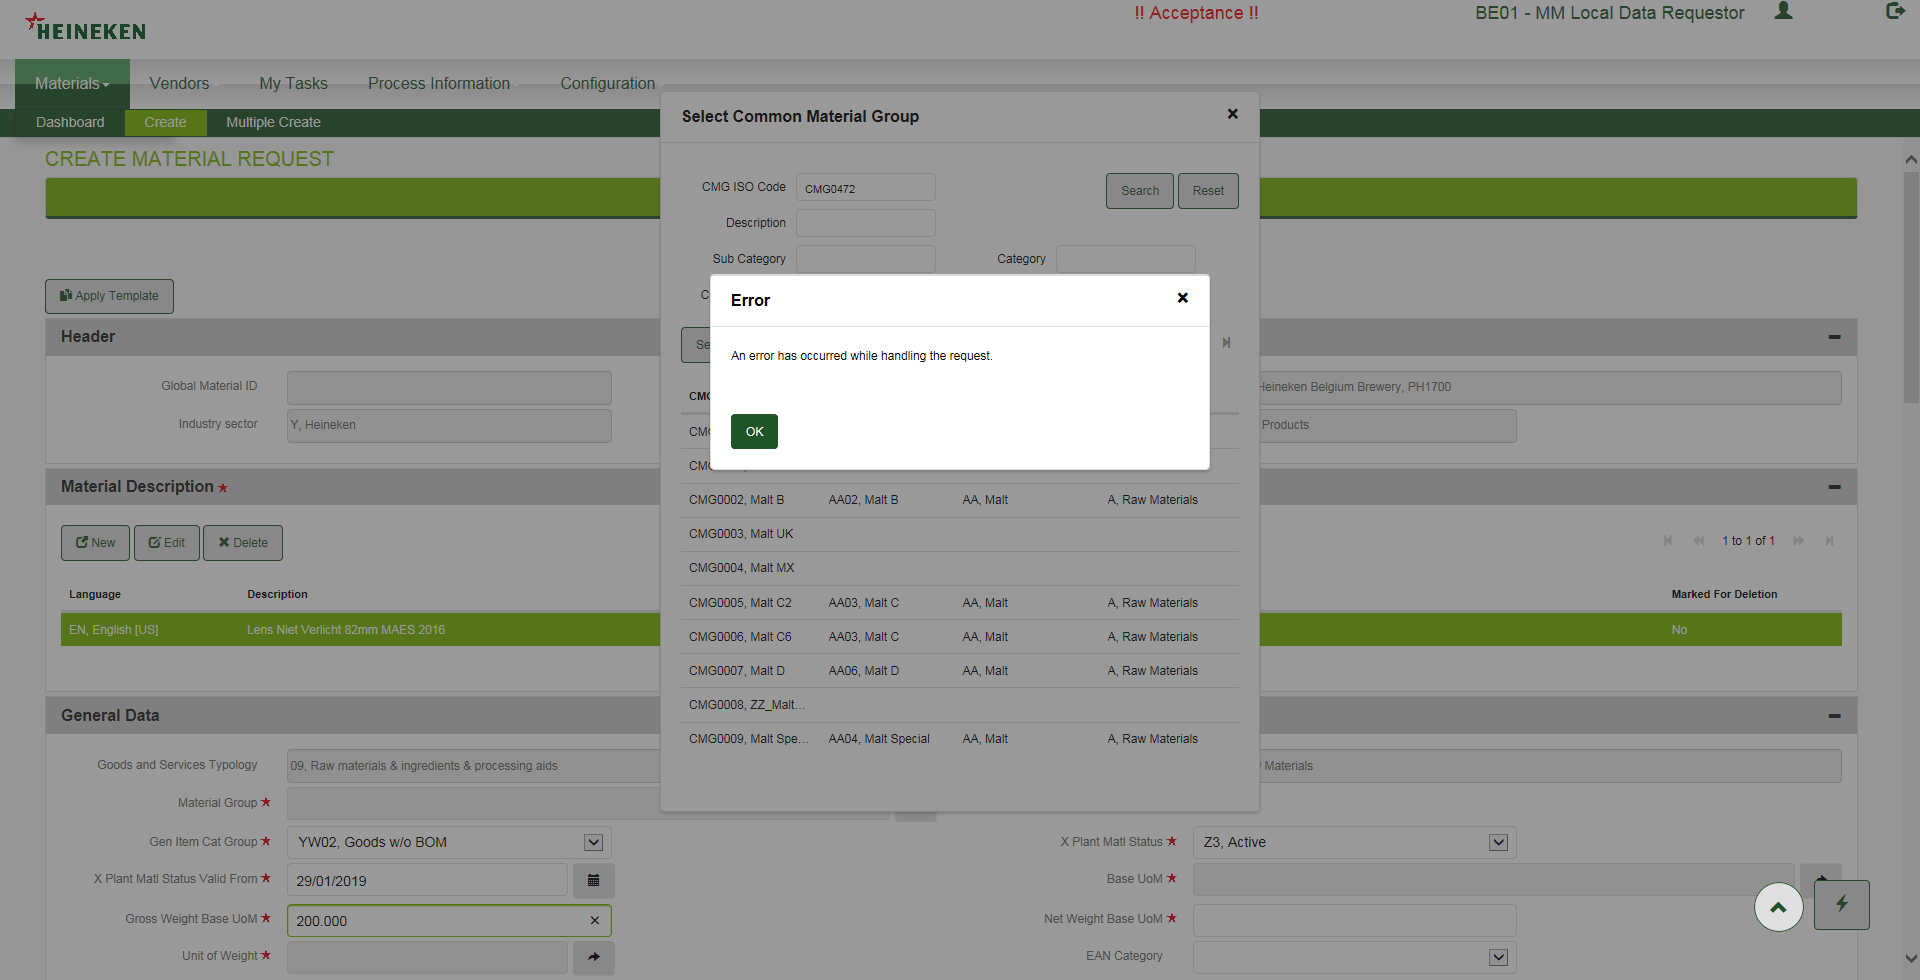 HEINEKEN
!! Acceptance !!
BE01 - MM Local Data Requestor
Materials
Vendors
My Tasks
Process Information
Configuration
Dashboard
Create
Multiple Create
CREATE MATERIAL REQUEST
Select Common Material Group
CMG ISO Code
CMG0472
Search
Reset
Description
Sub Category
Category
Apply Template
Error
An error has occurred while handling the request.
OK
Header
Global Material ID
Heineken Belgium Brewery, PH1700
Industry sector
Y, Heineken
Products
CMG0002, Malt B AA02, Malt B AA, Malt A, Raw Materials
CMG0003, Malt UK
CMG0004, Malt MX
CMG0005, Malt C2 AA03, Malt C AA, Malt A, Raw Materials
CMG0006, Malt C6 AA03, Malt C AA, Malt A, Raw Materials
CMG0007, Malt D AA06, Malt D AA, Malt A, Raw Materials
CMG0008, ZZ_Malt...
CMG0009, Malt Spe... AA04, Malt Special AA, Malt A, Raw Materials
Material Description
New
Edit
Delete
1 to 1 of 1
Language Description Marked For Deletion
EN, English [US] Lens Niet Verlicht 82mm MAES 2016 No
General Data
Goods and Services Typology
09, Raw materials & ingredients & processing aids
Materials
Material Group
Gen Item Cat Group
YW02, Goods w/o BOM
X Plant Matl Status
Z3, Active
X Plant Matl Status Valid From
29/01/2019
Base UoM
Gross Weight Base UoM
200.000
Net Weight Base UoM
Unit of Weight
EAN Category